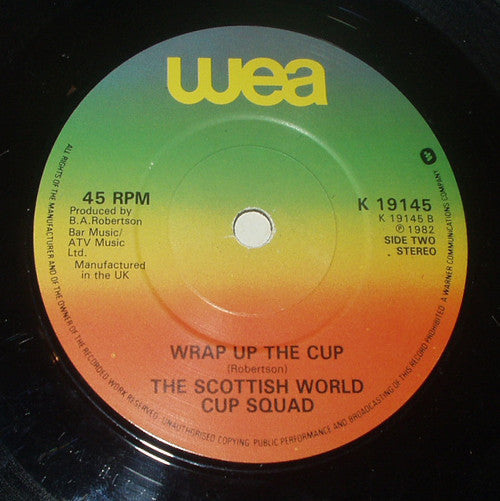 wea
45 RPM
Produced by
B.A.Robertson
Bar Music/
ATV Music
Ltd.
Manufactured
in the UK
K 19145
K 19145 B
℗ 1982
SIDE TWO
STEREO
WRAP UP THE CUP
(Robertson)
THE SCOTTISH WORLD
CUP SQUAD
ALL RIGHTS OF THE MANUFACTURER AND OF THE OWNER OF THE RECORDED WORK RESERVED. UNAUTHORISED COPYING PUBLIC PERFORMANCE AND BROADCASTING OF THIS RECORD PROHIBITED. A WARNER COMMUNICATIONS COMPANY